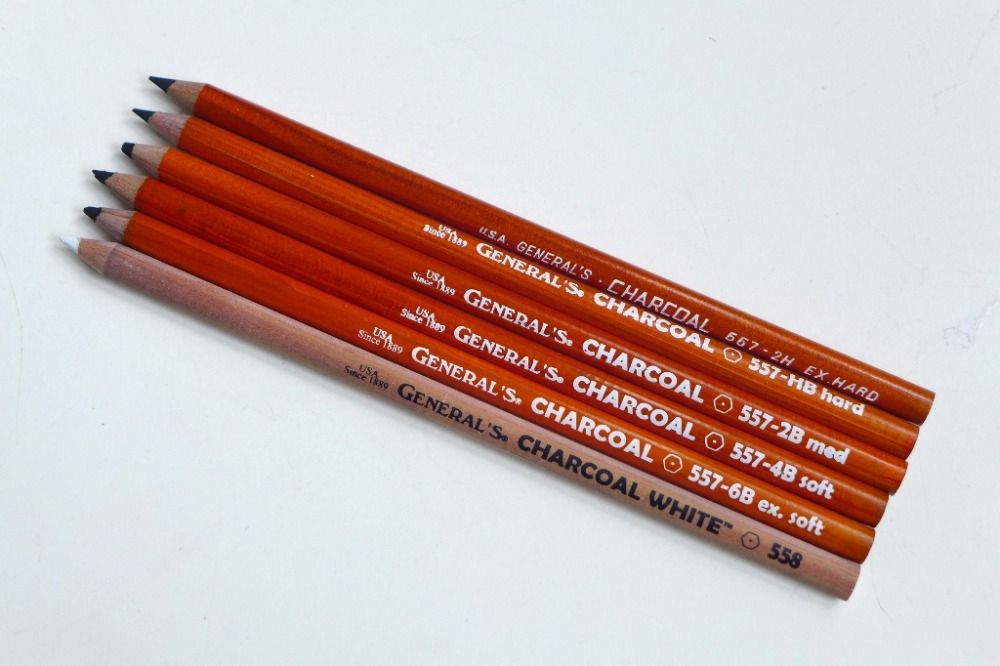 U.S.A. GENERAL'S · CHARCOAL 557 · 2H EX. HARD
USA Since 1889 GENERAL'S® CHARCOAL 557-HB hard
USA Since 1889 GENERAL'S® CHARCOAL 557-2B med
USA Since 1889 GENERAL'S® CHARCOAL 557-4B soft
USA Since 1889 GENERAL'S® CHARCOAL 557-6B ex. soft
USA Since 1889 GENERAL'S® CHARCOAL WHITE™ 558